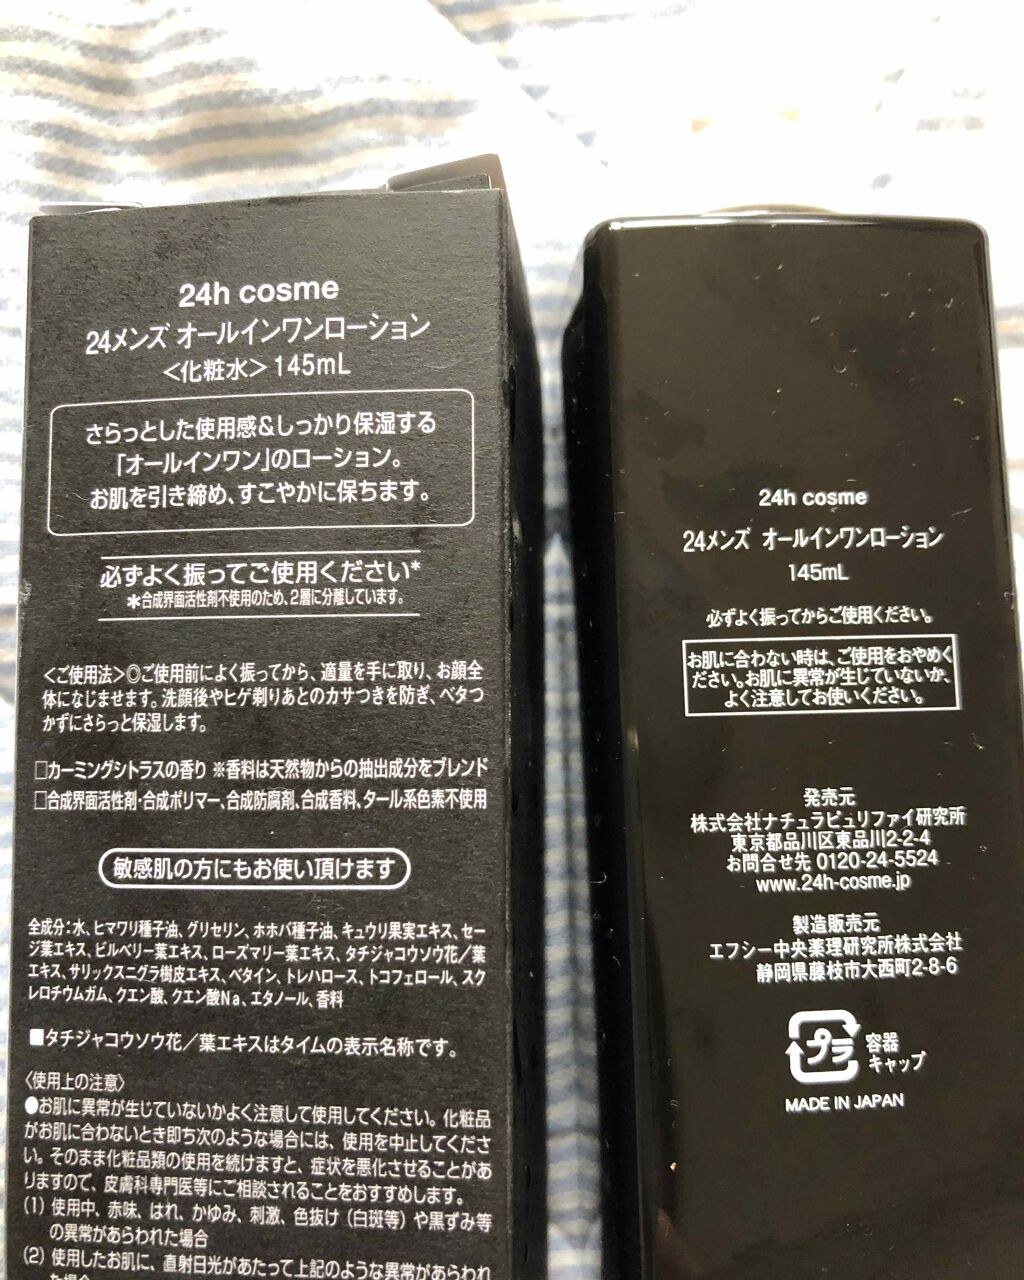 24h cosme
24メンズ オールインワンローション
<化粧水> 145mL
さらっとした使用感&しっかり保湿する
「オールインワン」のローション。
お肌を引き締め、すこやかに保ちます。
必ずよく振ってご使用ください*
*合成界面活性剤不使用のため、2層に分離しています。
<ご使用法>◎ご使用前によく振ってから、適量を手に取り、お顔全
体になじませます。洗顔後やヒゲ剃りあとのカサつきを防ぎ、ベタつ
かずにさらっと保湿します。
□カーミングシトラスの香り ※香料は天然物からの抽出成分をブレンド
□合成界面活性剤・合成ポリマー、合成防腐剤、合成香料、タール系色素不使用
敏感肌の方にもお使い頂けます
全成分:水、ヒマワリ種子油、グリセリン、ホホバ種子油、キュウリ果実エキス、セー
ジ葉エキス、ビルベリー葉エキス、ローズマリー葉エキス、タチジャコウソウ花/葉
エキス、サリックスニグラ樹皮エキス、ベタイン、トレハロース、トコフェロール、スク
レロチウムガム、クエン酸、クエン酸Na、エタノール、香料
■タチジャコウソウ花/葉エキスはタイムの表示名称です。
〈使用上の注意〉
●お肌に異常が生じていないかよく注意して使用してください。化粧品
がお肌に合わないとき即ち次のような場合には、使用を中止してくださ
い。そのまま化粧品類の使用を続けますと、症状を悪化させることがあ
りますので、皮膚科専門医等にご相談されることをおすすめします。
(1) 使用中、赤味、はれ、かゆみ、刺激、色抜け(白斑等)や黒ずみ等
の異常があらわれた場合
(2) 使用したお肌に、直射日光があたって上記のような異常があらわれ
た場合
24h cosme
24メンズ オールインワンローション
145mL
必ずよく振ってからご使用ください。
お肌に合わない時は、ご使用をおやめく
ださい。お肌に異常が生じていないか、
よく注意してお使いください。
発売元
株式会社ナチュラピュリファイ研究所
東京都品川区東品川2-2-4
お問合せ先 0120-24-5524
www.24h-cosme.jp
製造販売元
エフシー中央薬理研究所株式会社
静岡県藤枝市大西町2-8-6
プラ
容器
キャップ
MADE IN JAPAN